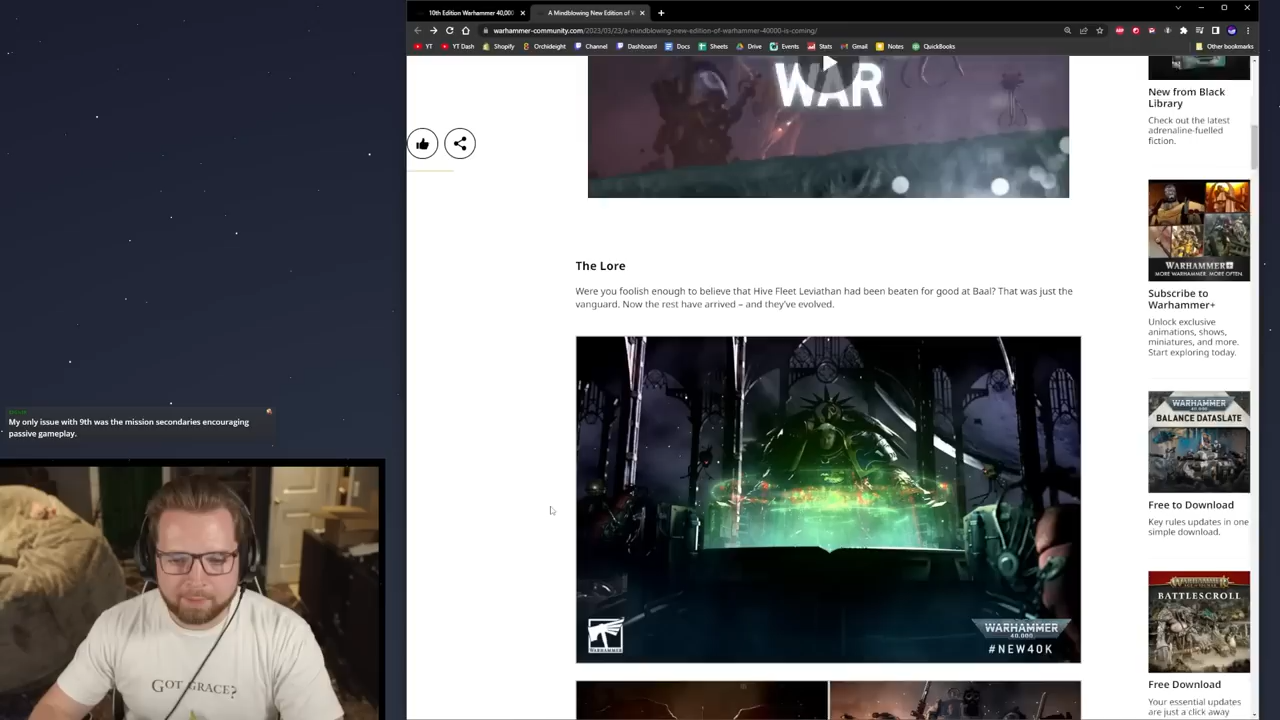 10th Edition Warhammer 40,000
A Mindblowing New Edition of W
warhammer-community.com/2023/03/23/a-mindblowing-new-edition-of-warhammer-40000-is-coming/
YT
YT Dash
Shopify
Orchideight
Channel
Dashboard
Docs
Sheets
Drive
Events
Stats
Gmail
Notes
QuickBooks
Other bookmarks
WAR
The Lore
Were you foolish enough to believe that Hive Fleet Leviathan had been beaten for good at Baal? That was just the
vanguard. Now the rest have arrived – and they've evolved.
WARHAMMER
WARHAMMER
40,000
#NEW40K
New from Black
Library
Check out the latest
adrenaline-fuelled
fiction.
WARHAMMER+
MORE WARHAMMER. MORE OFTEN.
Subscribe to
Warhammer+
Unlock exclusive
animations, shows,
miniatures, and more.
Start exploring today.
WARHAMMER
40,000
BALANCE DATASLATE
Free to Download
Key rules updates in one
simple download.
WARHAMMER
BATTLESCROLL
Free Download
Your essential updates
are just a click away
My only issue with 9th was the mission secondaries encouraging
passive gameplay.
GOT GRACE?